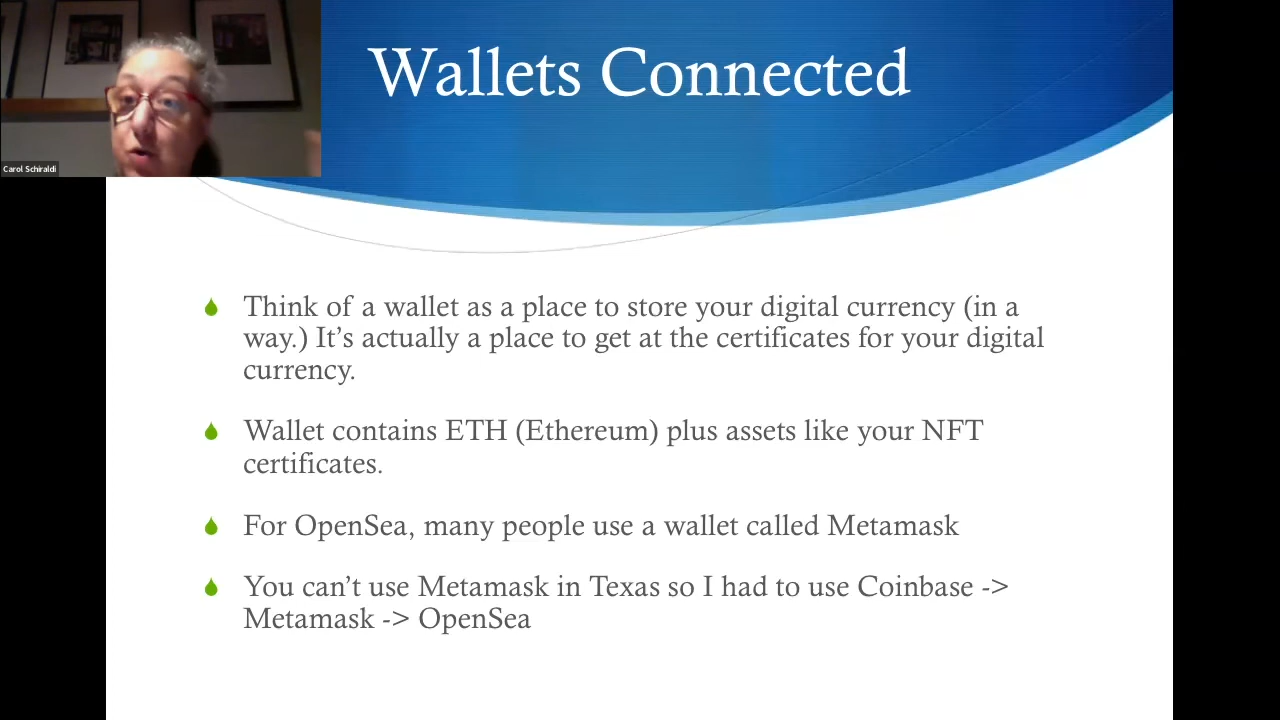 Wallets Connected
Carol Schiraldi
Think of a wallet as a place to store your digital currency (in a
way.) It’s actually a place to get at the certificates for your digital
currency.
Wallet contains ETH (Ethereum) plus assets like your NFT
certificates.
For OpenSea, many people use a wallet called Metamask
You can’t use Metamask in Texas so I had to use Coinbase ->
Metamask -> OpenSea